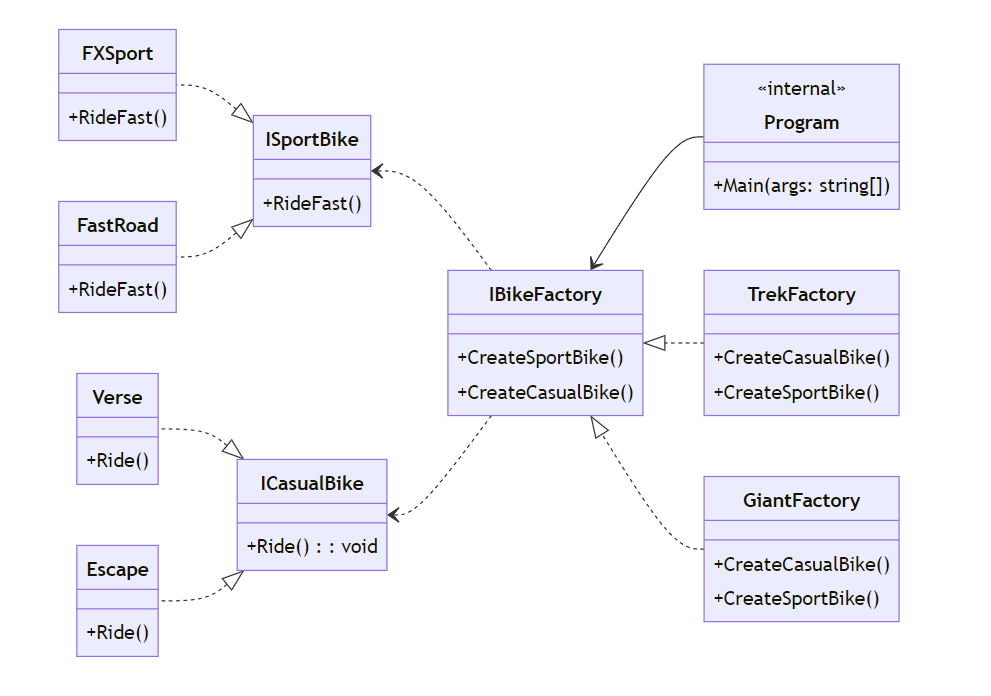 FXSport
+RideFast()
ISportBike
+RideFast()
FastRoad
+RideFast()
Verse
+Ride()
ICasualBike
+Ride() : : void
Escape
+Ride()
IBikeFactory
+CreateSportBike()
+CreateCasualBike()
«internal»
Program
+Main(args: string[])
TrekFactory
+CreateCasualBike()
+CreateSportBike()
GiantFactory
+CreateCasualBike()
+CreateSportBike()